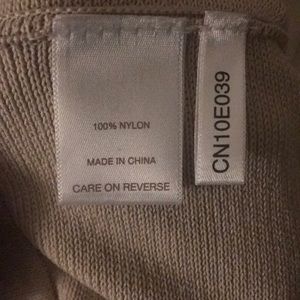 100% NYLON
MADE IN CHINA
CARE ON REVERSE
CN10E039